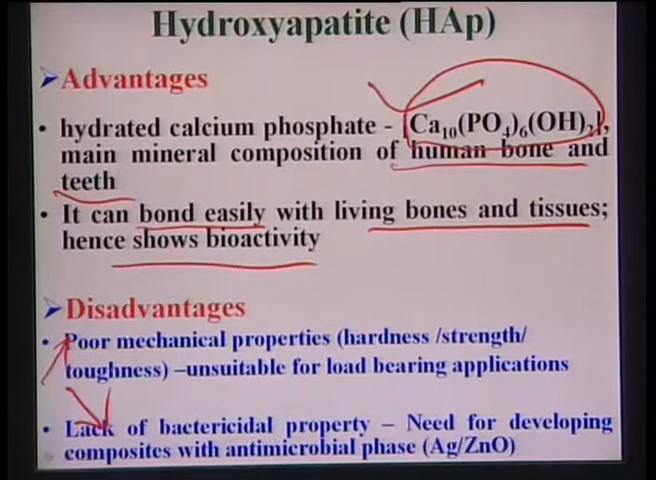 Hydroxyapatite (HAp)
Advantages
• hydrated calcium phosphate - [Ca₁₀(PO₄)₆(OH)₂],
main mineral composition of human bone and
teeth
• It can bond easily with living bones and tissues;
hence shows bioactivity
Disadvantages
• Poor mechanical properties (hardness /strength/
toughness) –unsuitable for load bearing applications
• Lack of bactericidal property – Need for developing
composites with antimicrobial phase (Ag/ZnO)